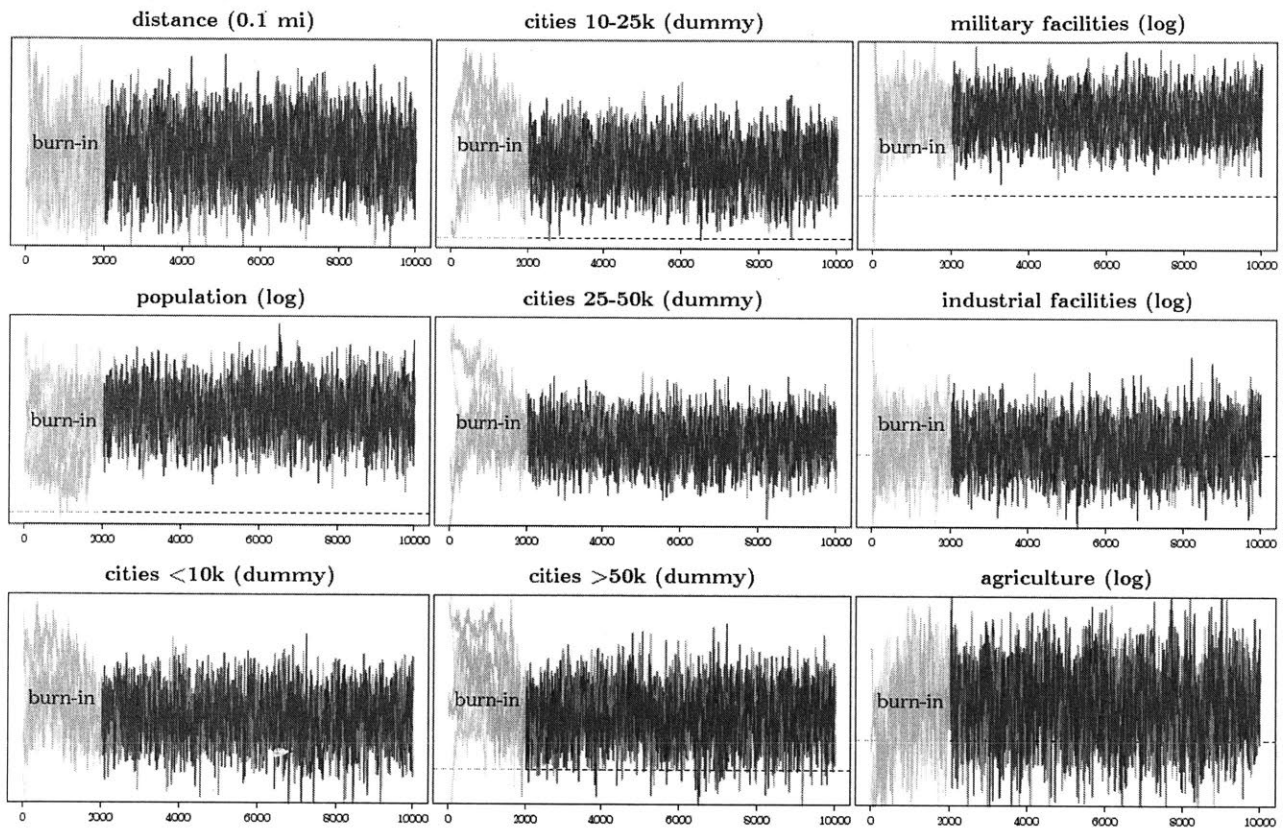 distance (0.1 mi)
cities 10-25k (dummy)
military facilities (log)
burn-in
burn-in
burn-in
0 2000 4000 6000 8000 10000
0 2000 4000 6000 8000 10000
0 2000 4000 6000 8000 10000
population (log)
cities 25-50k (dummy)
industrial facilities (log)
burn-in
burn-in
burn-in
0 2000 4000 6000 8000 10000
0 2000 4000 6000 8000 10000
0 2000 4000 6000 8000 10000
cities <10k (dummy)
cities >50k (dummy)
agriculture (log)
burn-in
burn-in
burn-in
0 2000 4000 6000 8000 10000
0 2000 4000 6000 8000 10000
0 2000 4000 6000 8000 10000